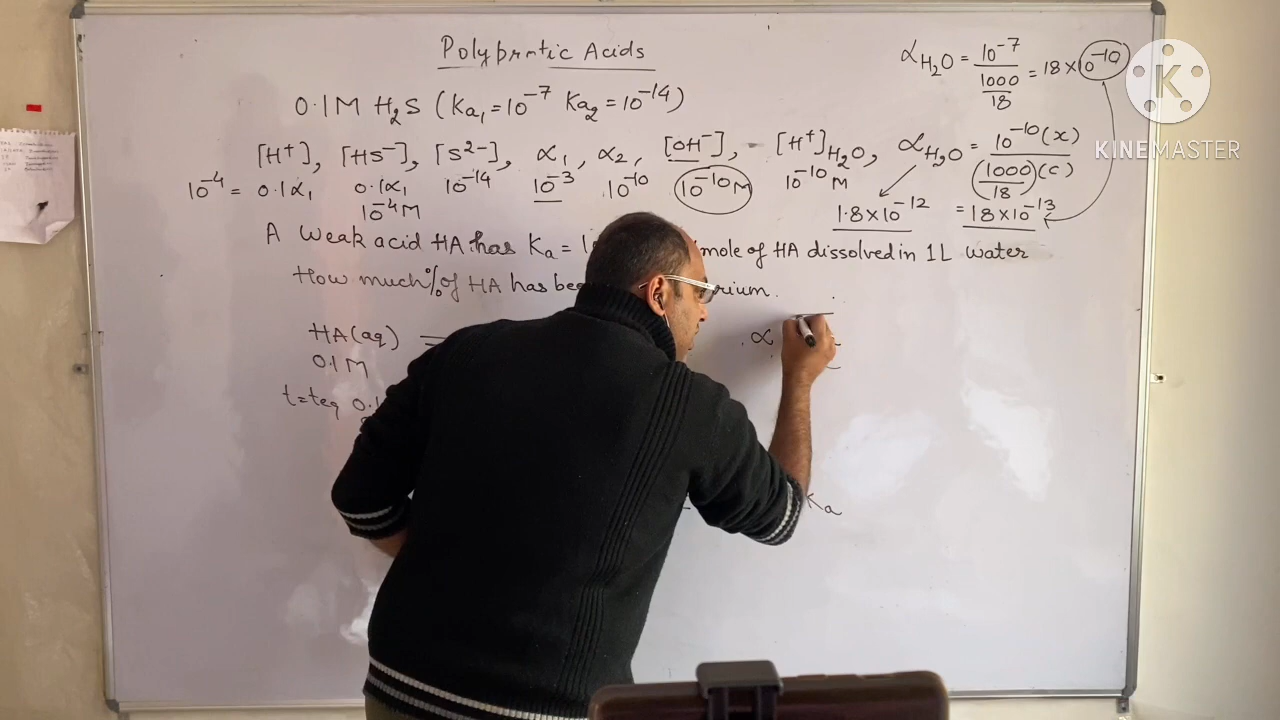 Polyprotic Acids
0.1M H₂S (Ka₁ = 10⁻⁷ Ka₂ = 10⁻¹⁴)
α H₂O = 10⁻⁷ / (1000/18) = 18 × 10⁻¹⁰
[H⁺], [HS⁻], [S²⁻], α₁, α₂, [OH⁻], [H⁺]H₂O, αH₂O = 10⁻¹⁰(x) / (1000/18)(c)
10⁻⁴ = 0.1α₁ 0.1α₁ 10⁻¹⁴ 10⁻³ 10⁻¹⁰ 10⁻¹⁰M 10⁻¹⁰M
10⁻⁴M 1.8×10⁻¹² = 18×10⁻¹³
A weak acid HA has Ka = mole of HA dissolved in 1L water
How much % of HA has
HA(aq) α
0.1M
t=teq
Ka
K
KINEMASTER